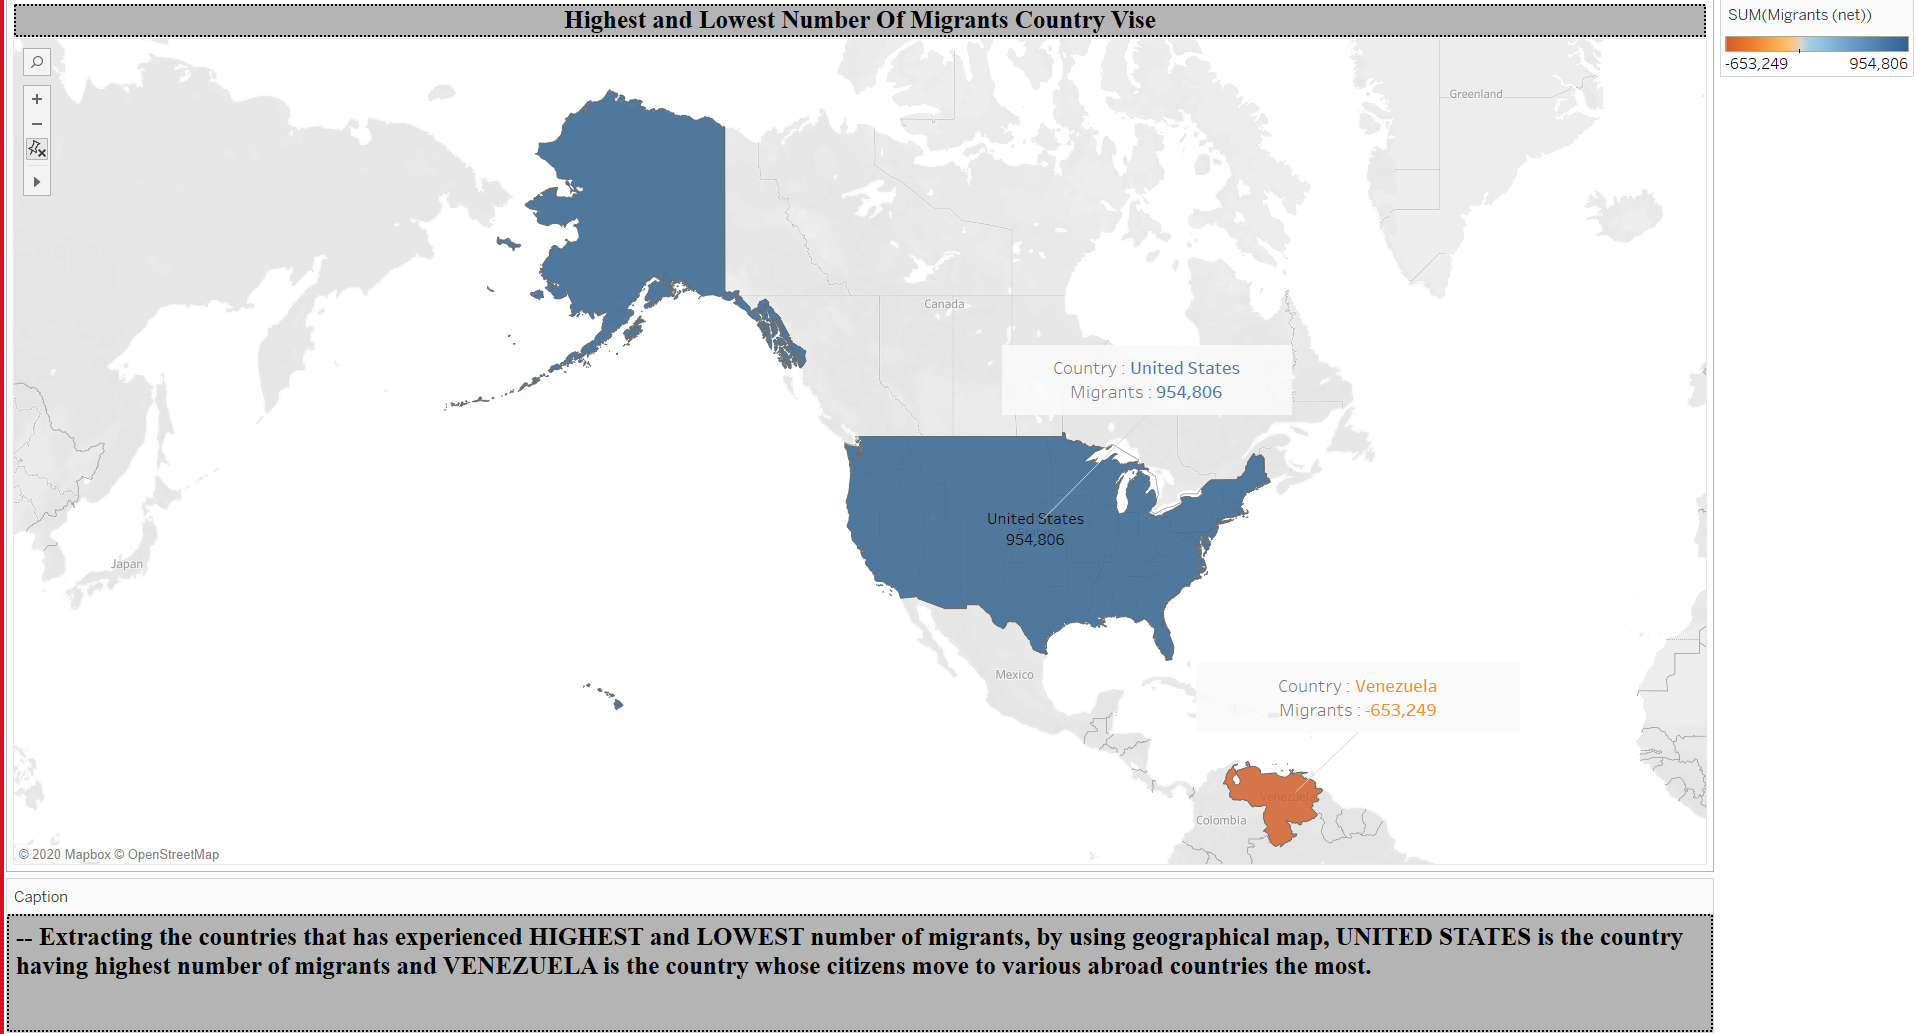 Highest and Lowest Number Of Migrants Country Vise
SUM(Migrants (net))
-653,249 954,806
Greenland
Canada
Country : United States
Migrants : 954,806
United States
954,806
Japan
Mexico
Country : Venezuela
Migrants : -653,249
Venezuela
Colombia
© 2020 Mapbox © OpenStreetMap
Caption
-- Extracting the countries that has experienced HIGHEST and LOWEST number of migrants, by using geographical map, UNITED STATES is the country
having highest number of migrants and VENEZUELA is the country whose citizens move to various abroad countries the most.